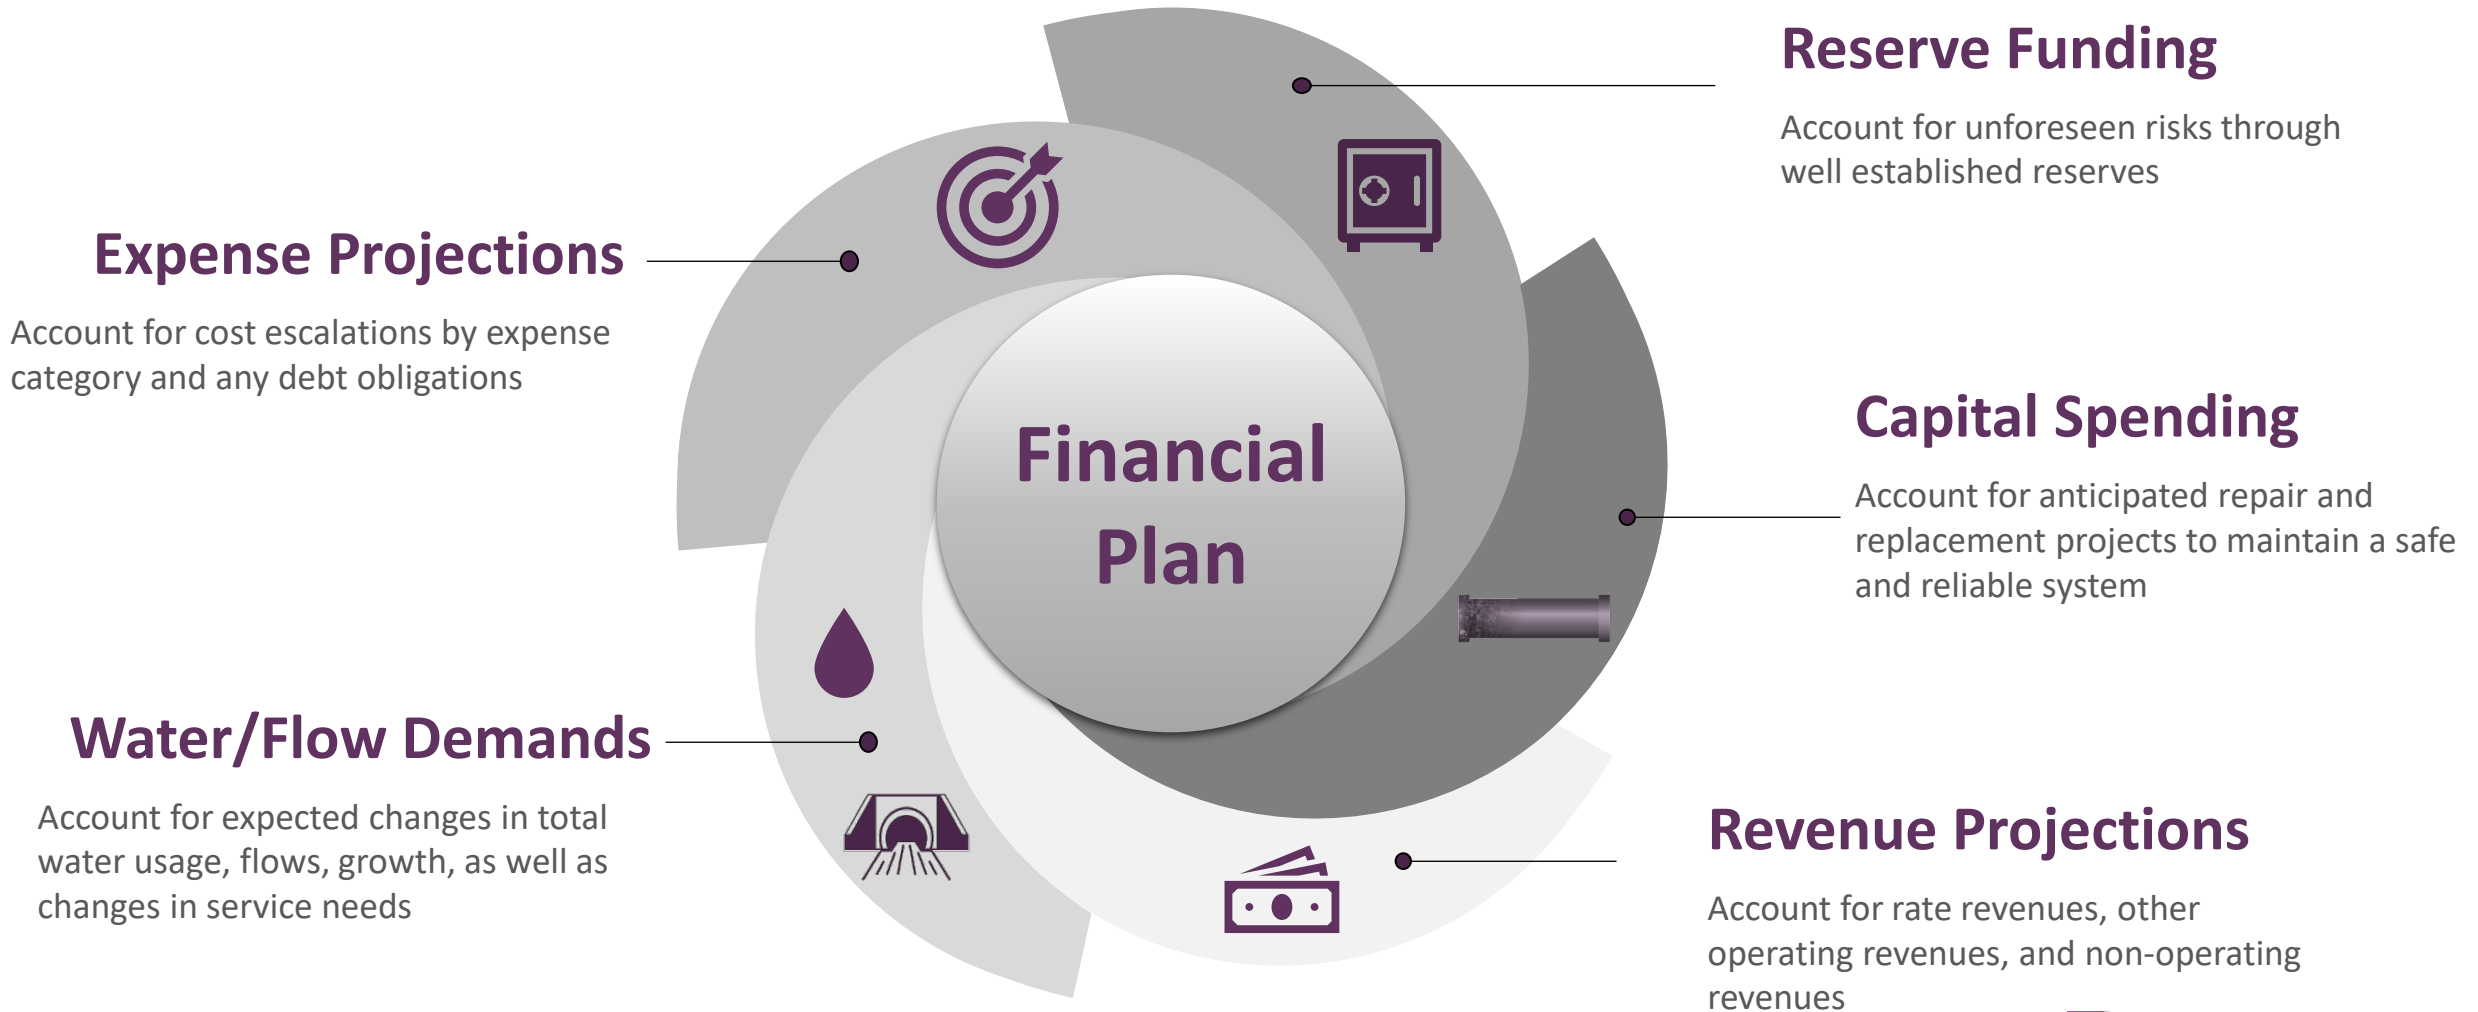 Reserve Funding
Account for unforeseen risks through
well established reserves
Expense Projections
Account for cost escalations by expense
category and any debt obligations
Financial
Plan
Capital Spending
Account for anticipated repair and
replacement projects to maintain a safe
and reliable system
Water/Flow Demands
Account for expected changes in total
water usage, flows, growth, as well as
changes in service needs
Revenue Projections
Account for rate revenues, other
operating revenues, and non-operating
revenues